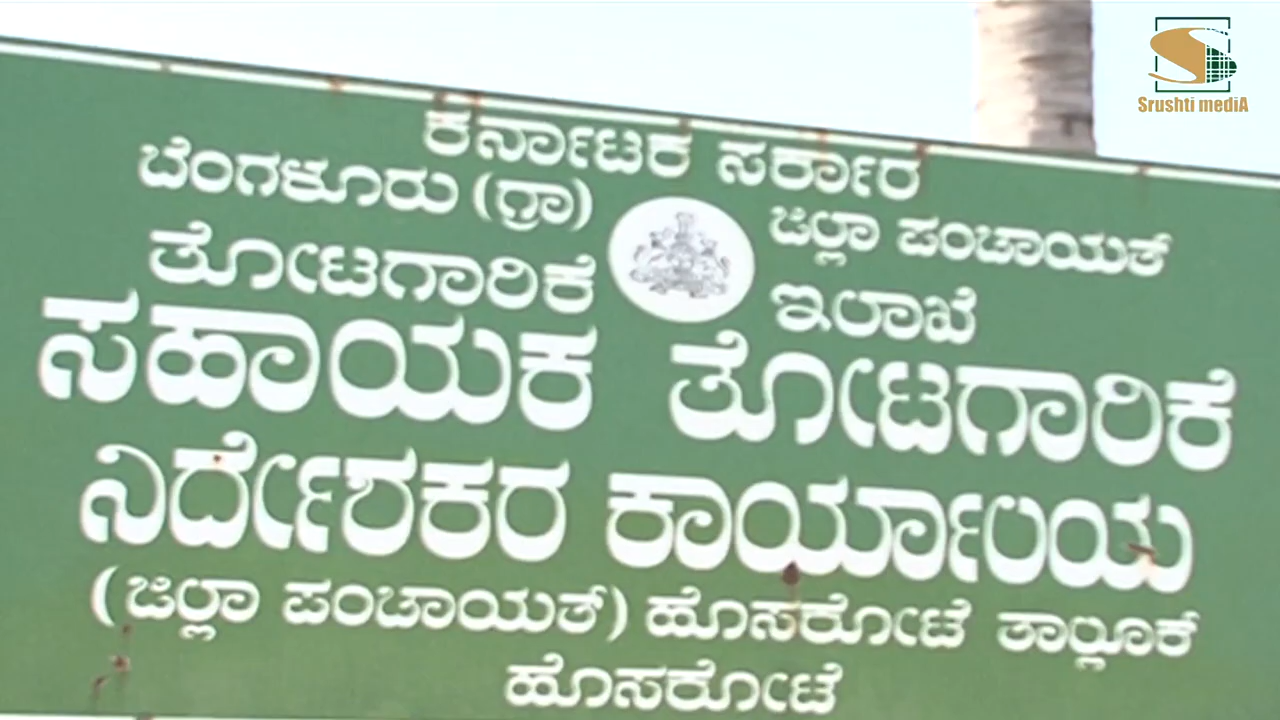 Srushti mediA
ಕರ್ನಾಟಕ ಸರ್ಕಾರ
ಬೆಂಗಳೂರು (ಗ್ರಾ) ಜಿಲ್ಲಾ ಪಂಚಾಯತ್
ತೋಟಗಾರಿಕೆ ಇಲಾಖೆ
ಸಹಾಯಕ ತೋಟಗಾರಿಕೆ
ನಿರ್ದೇಶಕರ ಕಾರ್ಯಾಲಯ
(ಜಿಲ್ಲಾ ಪಂಚಾಯತ್) ಹೊಸಕೋಟೆ ತಾಲ್ಲೂಕೆ
ಹೊಸಕೋಟೆ